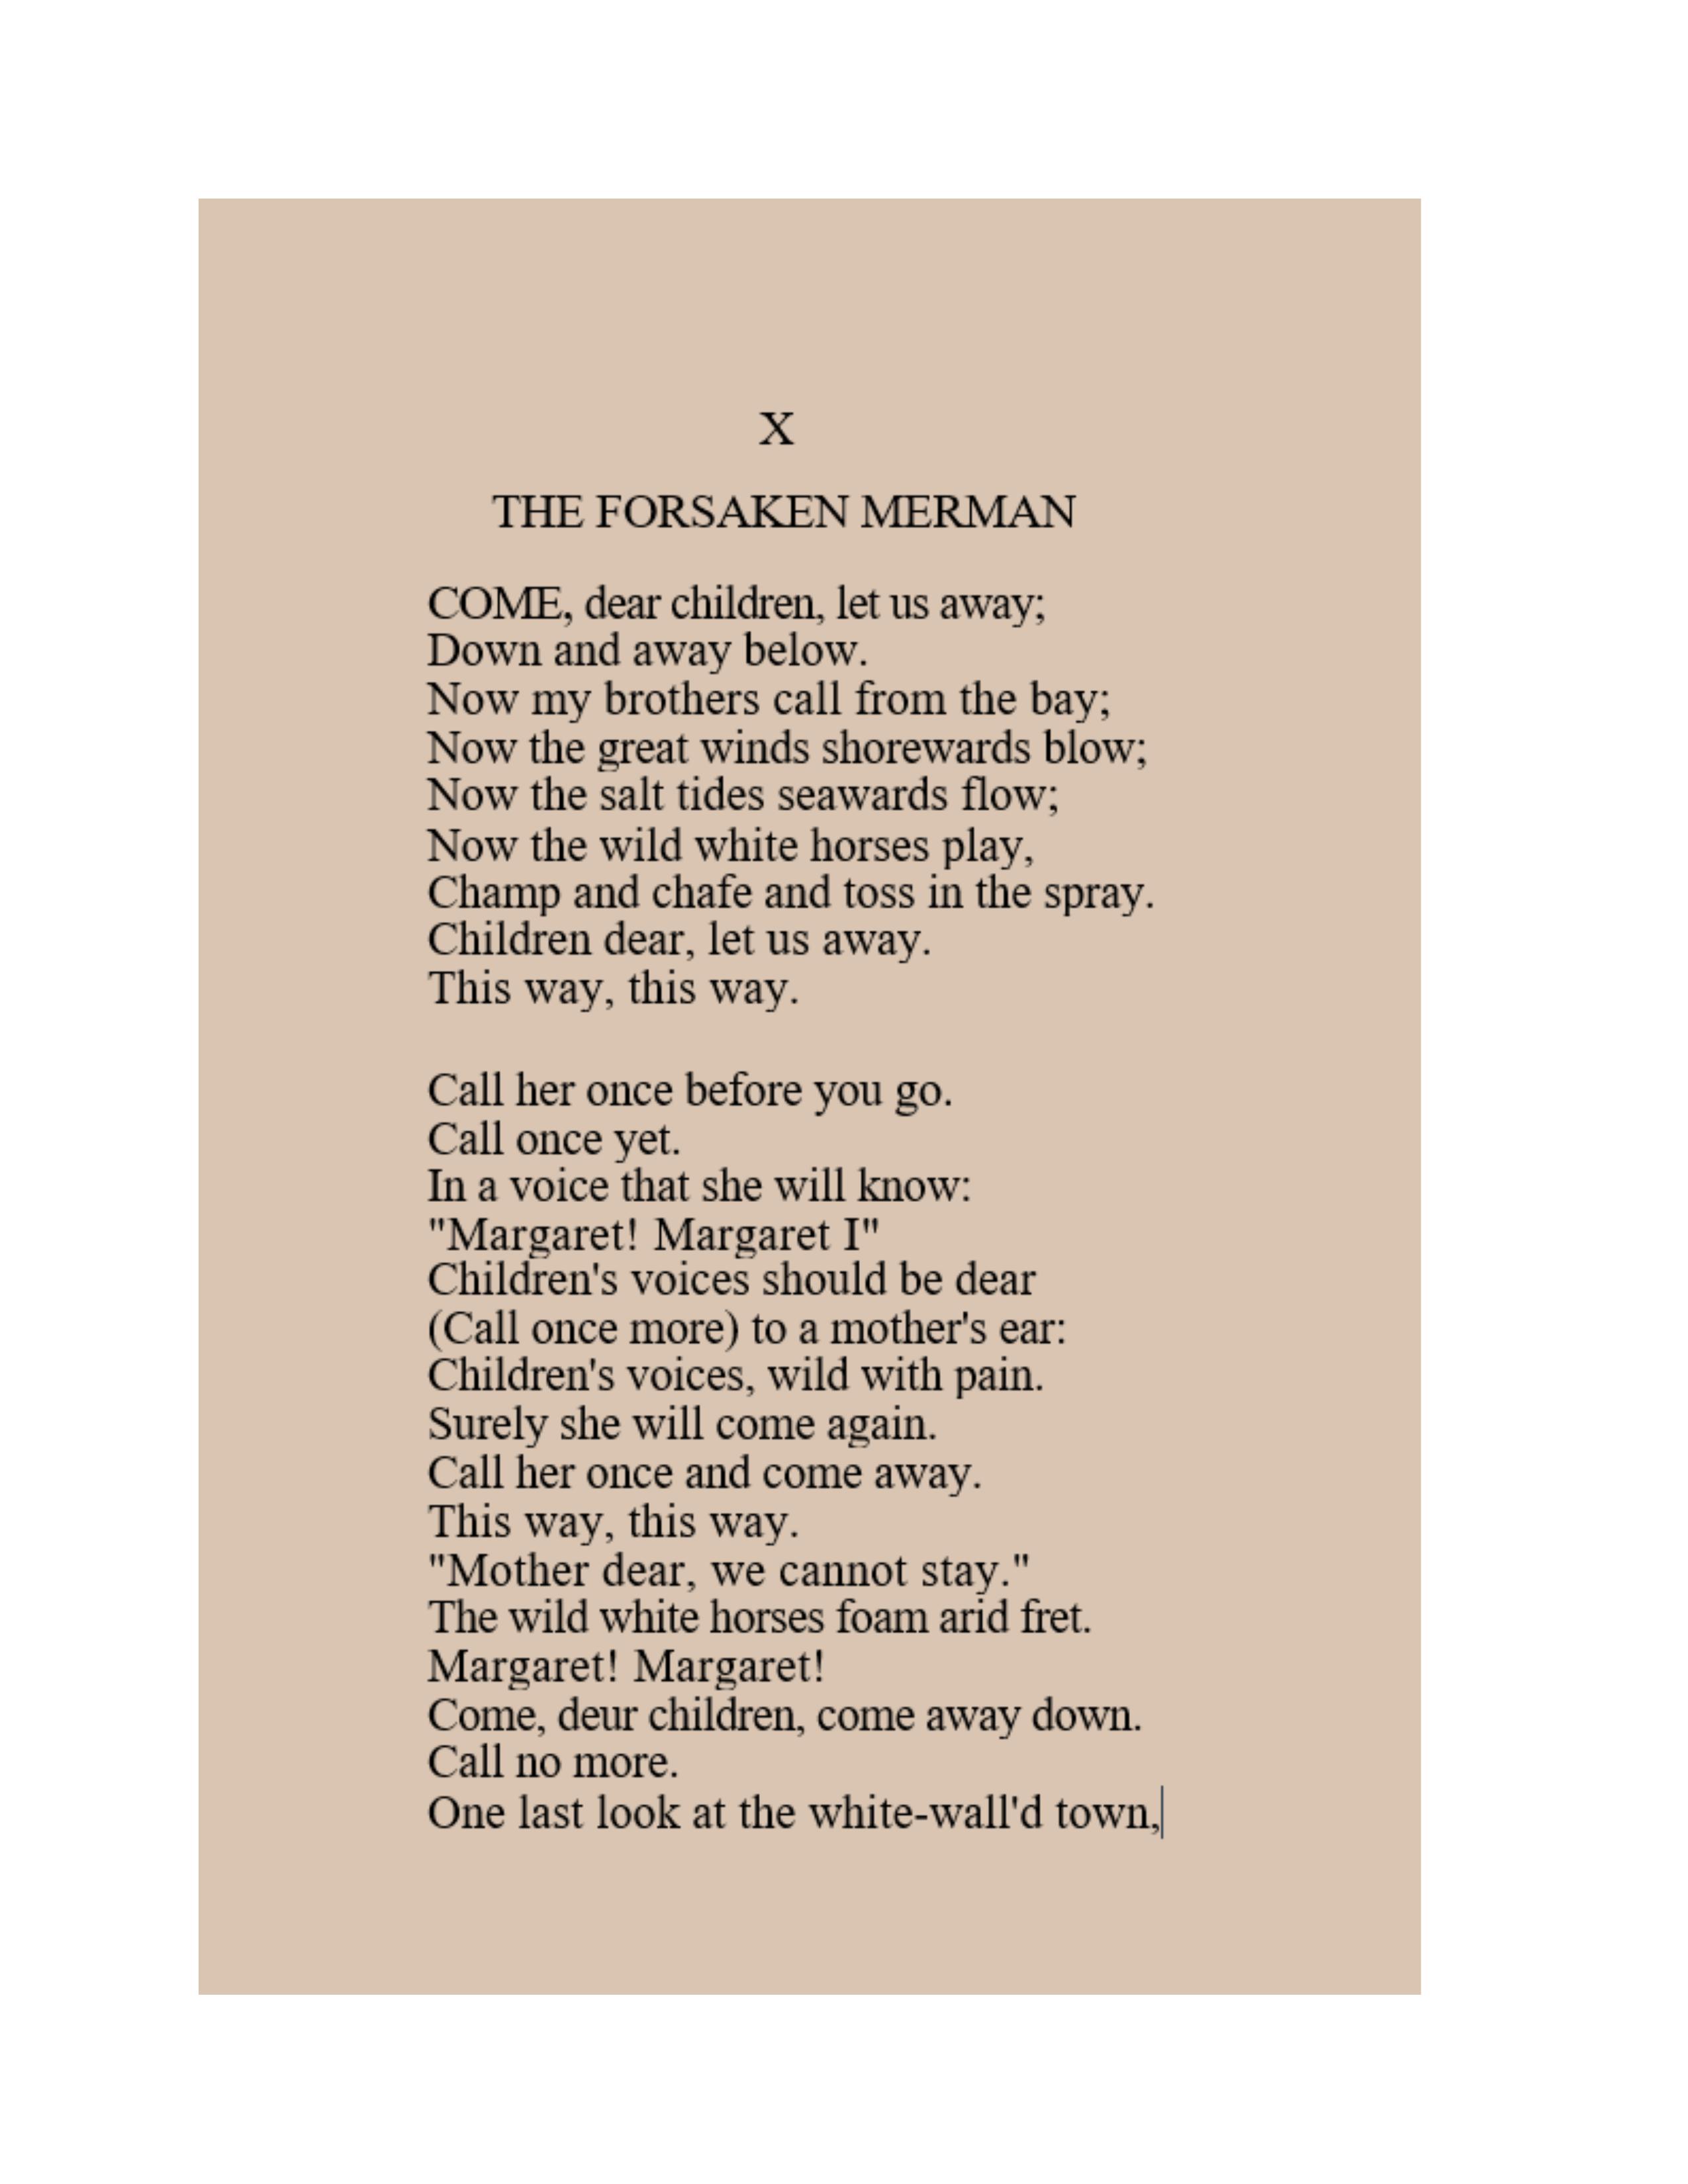 X
THE FORSAKEN MERMAN
COME, dear children, let us away;
Down and away below.
Now my brothers call from the bay;
Now the great winds shorewards blow;
Now the salt tides seawards flow;
Now the wild white horses play,
Champ and chafe and toss in the spray.
Children dear, let us away.
This way, this way.
Call her once before you go.
Call once yet.
In a voice that she will know:
"Margaret! Margaret I"
Children's voices should be dear
(Call once more) to a mother's ear:
Children's voices, wild with pain.
Surely she will come again.
Call her once and come away.
This way, this way.
"Mother dear, we cannot stay."
The wild white horses foam arid fret.
Margaret! Margaret!
Come, deur children, come away down.
Call no more.
One last look at the white-wall'd town,